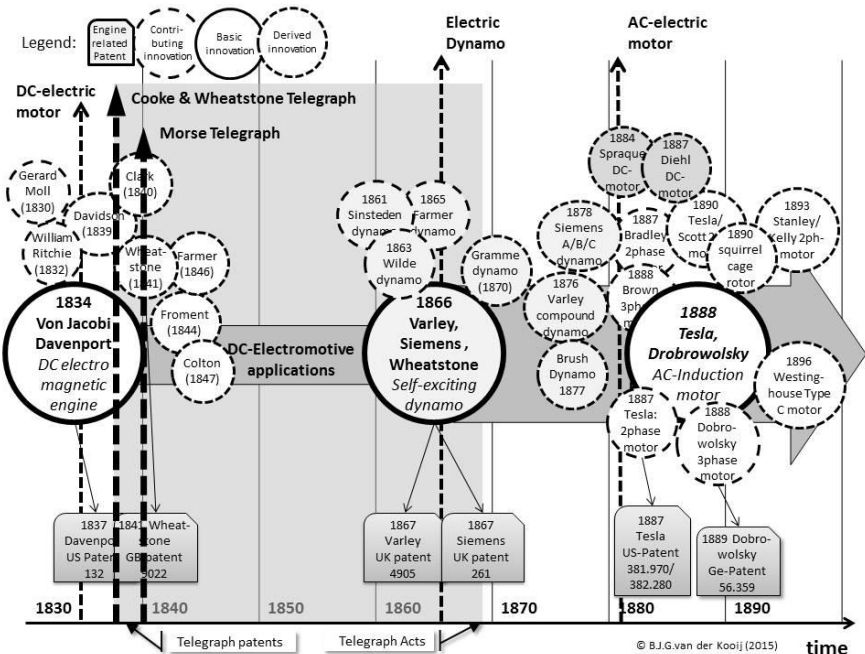 Legend:
Engine
related
Patent
Contri-
buting
innovation
Basic
innovation
Derived
innovation
Electric
Dynamo
AC-electric
motor
DC-electric
motor
Cooke & Wheatstone Telegraph
Morse Telegraph
Gerard
Moll
(1830)
Davidson
(1839
William
Ritchie
(1832)
Clark
(1840)
Wheat-
stone
(1841)
Farmer
(1846)
Froment
(1844)
Colton
(1847)
1834
Von Jacobi
Davenport
DC electro
magnetic
engine
DC-Electromotive
applications
1861
Sinsteden
dynamo
1865
Farmer
dynamo
1863
Wilde
dynamo
1866
Varley,
Siemens ,
Wheatstone
Self-exciting
dynamo
Gramme
dynamo
(1870)
1878
Siemens
A/B/C
dynamo
1876
Varley
compound
dynamo
Brush
Dynamo
1877
1884
Spraque
DC-
motor
1887
Diehl
DC-
motor
1887
Bradley
2phase
1888
Brown
3phase
1890
Tesla/
Scott 2
mo
1890
squirrel
cage
rotor
1893
Stanley/
Kelly 2ph-
motor
1888
Tesla,
Drobrowolsky
AC-Induction
motor
1896
Westing-
house Type
C motor
1887
Tesla:
2phase
motor
1888
Dobro-
wolsky
3phase
motor
1837
Davenpo
US Patent
132
Wheat-
stone
GB patent
9022
1867
Varley
UK patent
4905
1867
Siemens
UK patent
261
1887
Tesla
US-Patent
381.970/
382.280
1889 Dobro-
wolsky
Ge-Patent
56.359
1830
1840
1850
1860
1870
1880
1890
Telegraph patents
Telegraph Acts
© B.J.G.van der Kooij (2015)
time